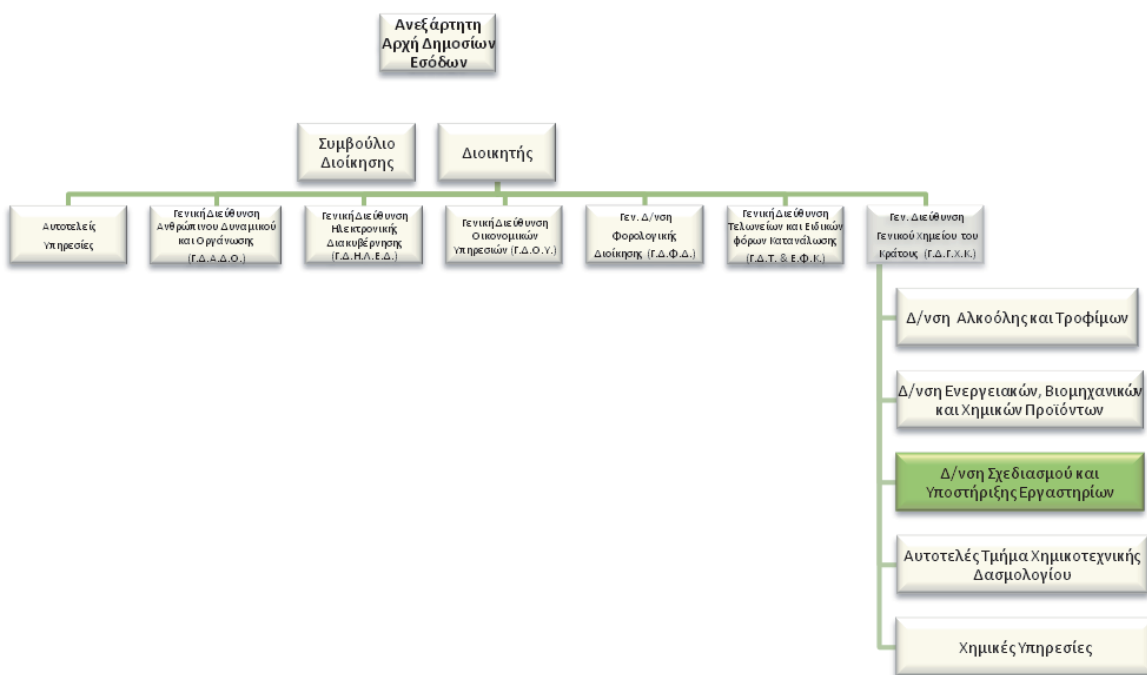 Ανεξάρτητη
Αρχή Δημοσίων
Εσόδων
Συμβούλιο
Διοίκησης
Διοικητής
Αυτοτελείς
Υπηρεσίες
Γενική Διεύθυνση
Ανθρώπινου Δυναμικού
και Οργάνωσης
(Γ.Δ.Α.Δ.Ο.)
Γενική Διεύθυνση
Ηλεκτρονικής
Διακυβέρνησης
(Γ.Δ.Η.Λ.Ε.Δ.)
Γενική Διεύθυνση
Οικονομικών
Υπηρεσιών (Γ.Δ.Ο.Υ.)
Γεν. Δ/νση
Φορολογικής
Διοίκησης (Γ.Δ.Φ.Δ.)
Γενική Διεύθυνση
Τελωνείων και Ειδικών
φόρων Κατανάλωσης
(Γ.Δ.Τ. & Ε.Φ.Κ.)
Γεν. Διεύθυνση
Γενικού Χημείου του
Κράτους (Γ.Δ.Γ.Χ.Κ.)
Δ/νση Αλκοόλης και Τροφίμων
Δ/νση Ενεργειακών, Βιομηχανικών
και Χημικών Προϊόντων
Δ/νση Σχεδιασμού και
Υποστήριξης Εργαστηρίων
Αυτοτελές Τμήμα Χημικοτεχνικής
Δασμολογίου
Χημικές Υπηρεσίες